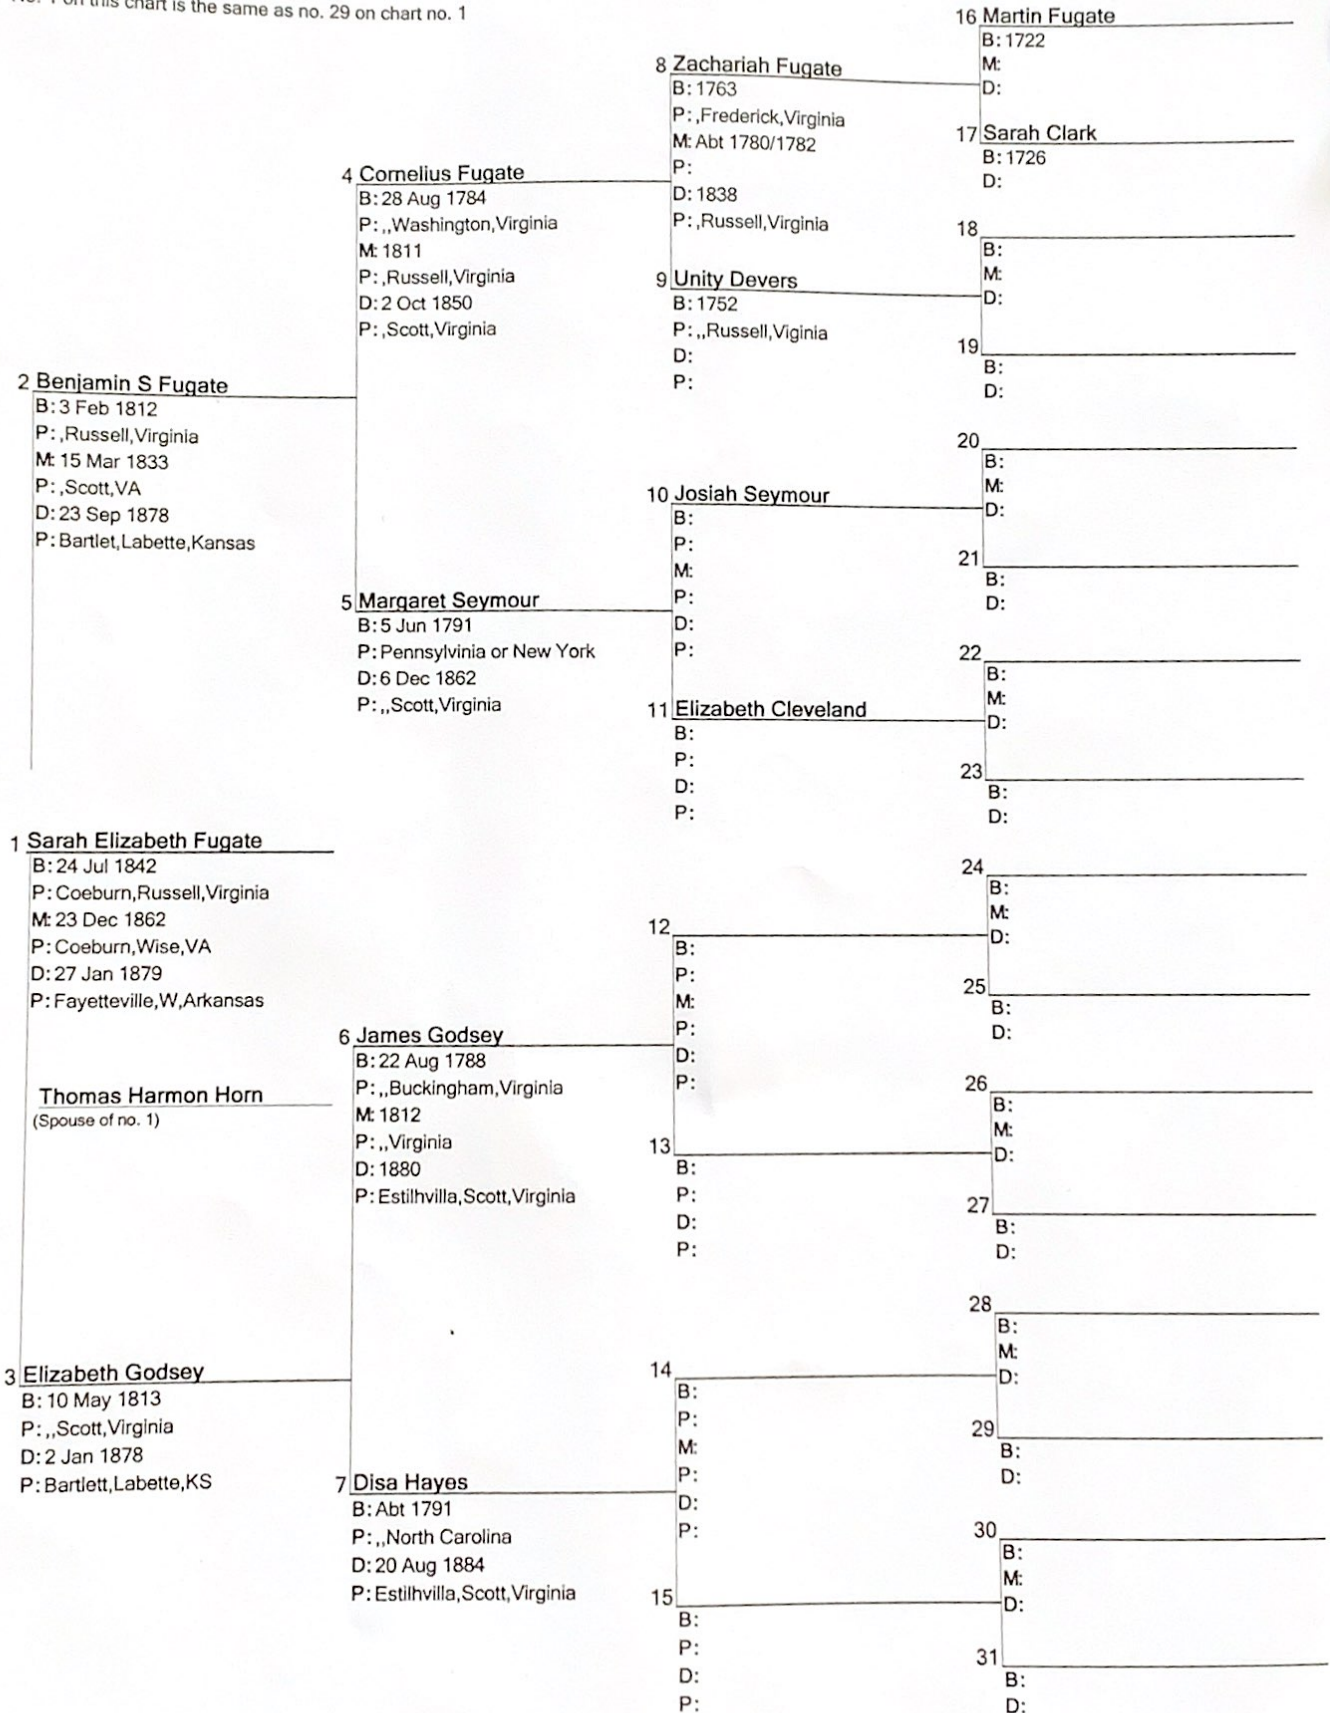 No. 1 on this chart is the same as no. 29 on chart no. 1
16 Martin Fugate
B: 1722
M:
D:
8 Zachariah Fugate
B: 1763
P: ,Frederick,Virginia
M: Abt 1780/1782
P:
D: 1838
P: ,Russell,Virginia
17 Sarah Clark
B: 1726
D:
4 Cornelius Fugate
B: 28 Aug 1784
P: ,,Washington,Virginia
M: 1811
P: ,Russell,Virginia
D: 2 Oct 1850
P: ,Scott,Virginia
18
B:
M:
D:
9 Unity Devers
B: 1752
P: ,,Russell,Viginia
D:
P:
19
B:
D:
2 Benjamin S Fugate
B: 3 Feb 1812
P: ,Russell,Virginia
M: 15 Mar 1833
P: ,Scott,VA
D: 23 Sep 1878
P: Bartlet,Labette,Kansas
20
B:
M:
D:
10 Josiah Seymour
B:
P:
M:
P:
D:
P:
21
B:
D:
5 Margaret Seymour
B: 5 Jun 1791
P: Pennsylvinia or New York
D: 6 Dec 1862
P: ,,Scott,Virginia
22
B:
M:
D:
11 Elizabeth Cleveland
B:
P:
D:
P:
23
B:
D:
1 Sarah Elizabeth Fugate
B: 24 Jul 1842
P: Coeburn,Russell,Virginia
M: 23 Dec 1862
P: Coeburn,Wise,VA
D: 27 Jan 1879
P: Fayetteville,W,Arkansas
24
B:
M:
D:
12
B:
P:
M:
P:
D:
P:
25
B:
D:
6 James Godsey
B: 22 Aug 1788
P: ,,Buckingham,Virginia
M: 1812
P: ,,Virginia
D: 1880
P: Estilhvilla,Scott,Virginia
Thomas Harmon Horn
(Spouse of no. 1)
26
B:
M:
D:
13
B:
P:
D:
P:
27
B:
D:
28
B:
M:
D:
3 Elizabeth Godsey
B: 10 May 1813
P: ,,Scott,Virginia
D: 2 Jan 1878
P: Bartlett,Labette,KS
14
B:
P:
M:
P:
D:
P:
29
B:
D:
7 Disa Hayes
B: Abt 1791
P: ,,North Carolina
D: 20 Aug 1884
P: Estilhvilla,Scott,Virginia
30
B:
M:
D:
15
B:
P:
D:
P:
31
B:
D: